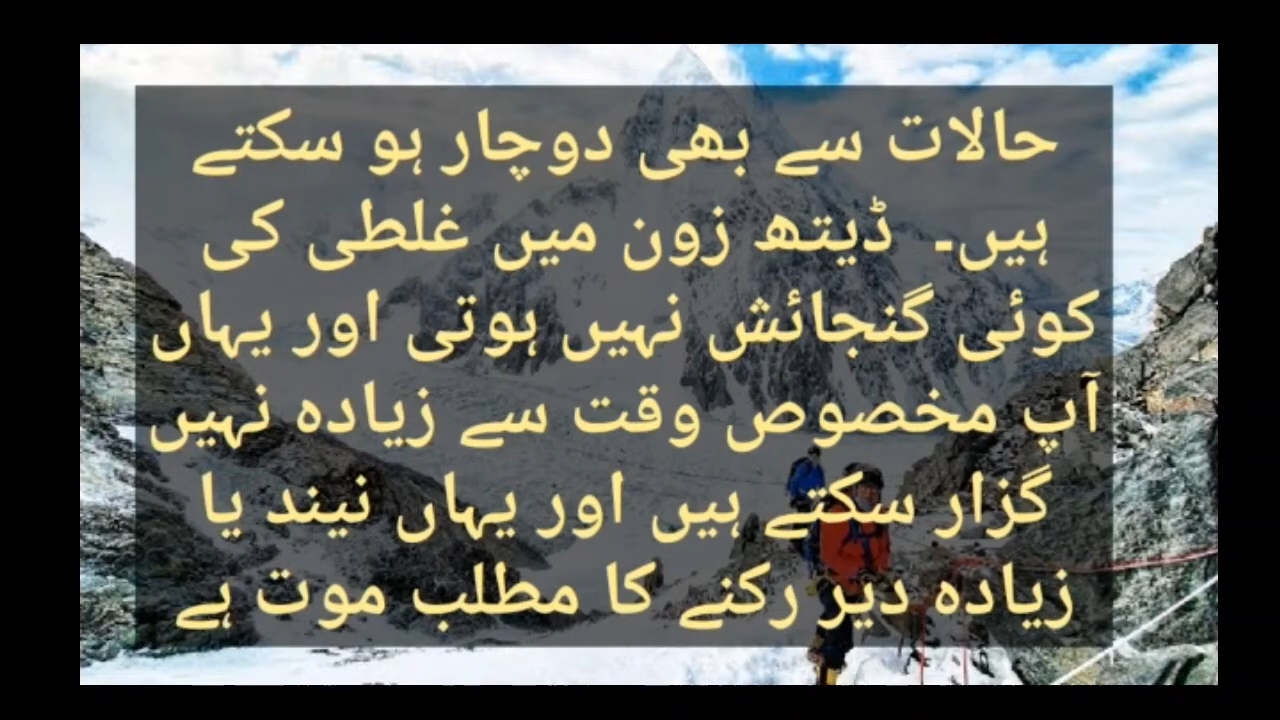 حالات سے بھی دوچار ہو سکتے
ہیں۔ ڈیتھ زون میں غلطی کی
کوئی گنجائش نہیں ہوتی اور یہاں
آپ مخصوص وقت سے زیادہ نہیں
گزار سکتے ہیں اور یہاں نیند یا
زیادہ دیر رکنے کا مطلب موت ہے